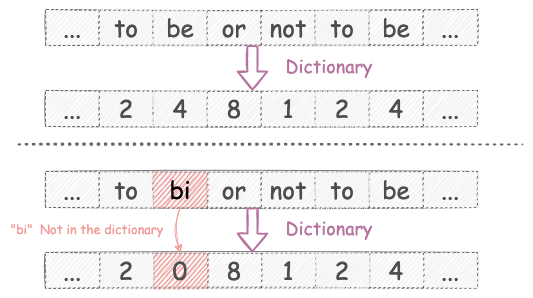 ... to be or not to be ...
Dictionary
... 2 4 8 1 2 4 ...
... to bi or not to be ...
"bi" Not in the dictionary
Dictionary
... 2 0 8 1 2 4 ...